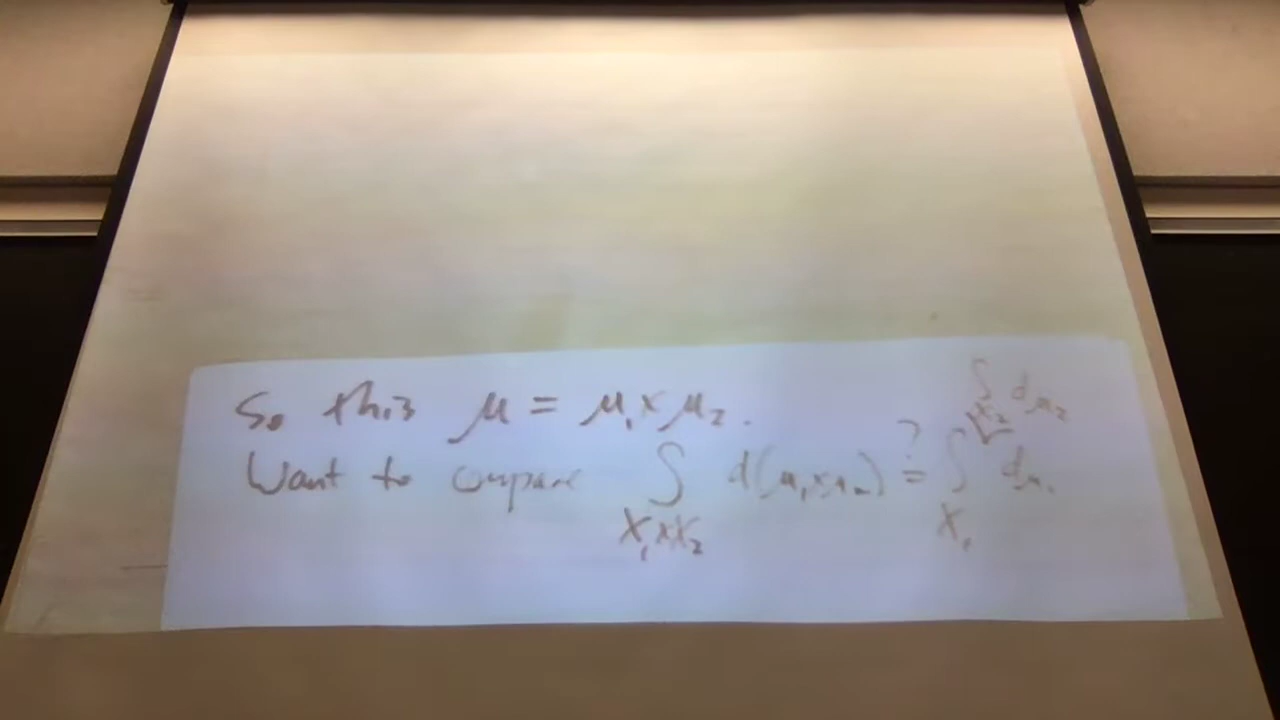 So this μ = μ₁ × μ₂.
Want to compare ∫_{X₁×X₂} d(μ₁×μ₂) ?= ∫_{X₁} ∫_{X₂} dμ₂ dμ₁